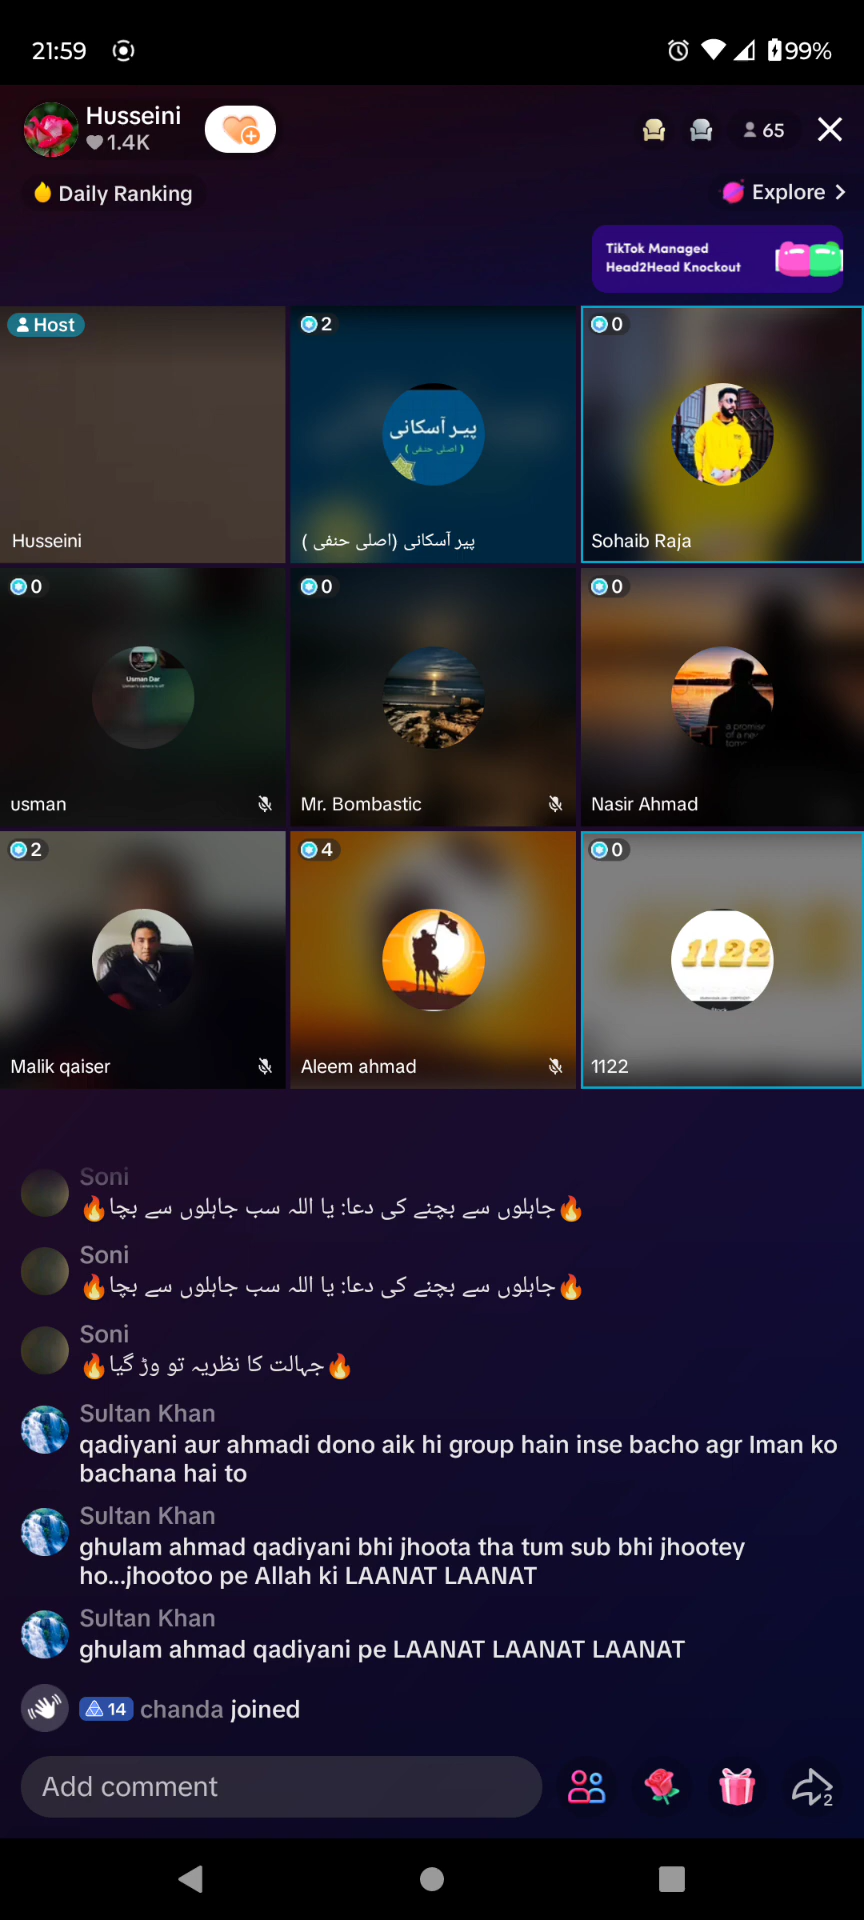 21:59
99%
Husseini
1.4K
65
Daily Ranking
Explore
TikTok Managed
Head2Head Knockout
Host
2
0
پیر آسکانی
( اصلی حنفی )
Husseini
پیر آسکانی (اصلی حنفی )
Sohaib Raja
0
0
0
Usman Dar
a promise
of a ne
tomo
usman
Mr. Bombastic
Nasir Ahmad
2
4
0
1122
Malik qaiser
Aleem ahmad
1122
Soni
🔥جاہلوں سے بچنے کی دعا: یا اللہ سب جاہلوں سے بچا🔥
Soni
🔥جاہلوں سے بچنے کی دعا: یا اللہ سب جاہلوں سے بچا🔥
Soni
🔥جہالت کا نظریہ تو وڑ گیا🔥
Sultan Khan
qadiyani aur ahmadi dono aik hi group hain inse bacho agr Iman ko
bachana hai to
Sultan Khan
ghulam ahmad qadiyani bhi jhoota tha tum sub bhi jhootey
ho...jhootoo pe Allah ki LAANAT LAANAT
Sultan Khan
ghulam ahmad qadiyani pe LAANAT LAANAT LAANAT
14 chanda joined
Add comment
2